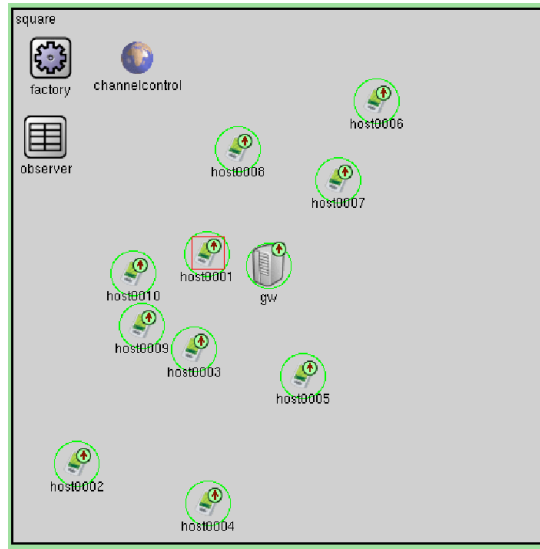 square
factory
channelcontrol
host0006
observer
host0008
host0007
host0001
host0010
gw
host0009
host0003
host0005
host0002
host0004